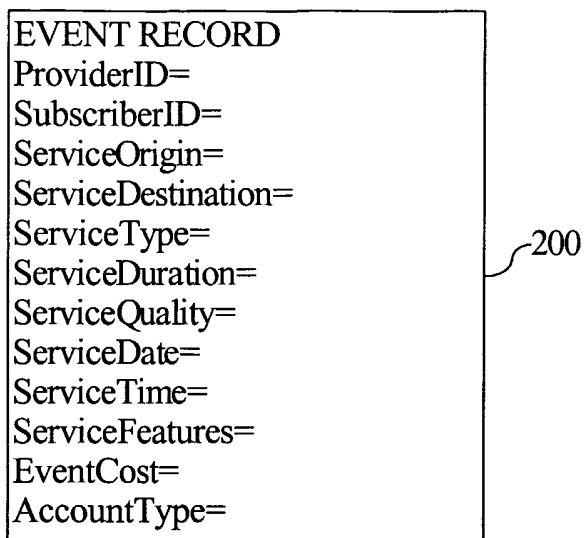 EVENT RECORD
ProviderID=
SubscriberID=
ServiceOrigin=
ServiceDestination=
ServiceType=
200
ServiceDuration=
ServiceQuality=
ServiceDate=
ServiceTime=
ServiceFeatures=
EventCost=
AccountType=